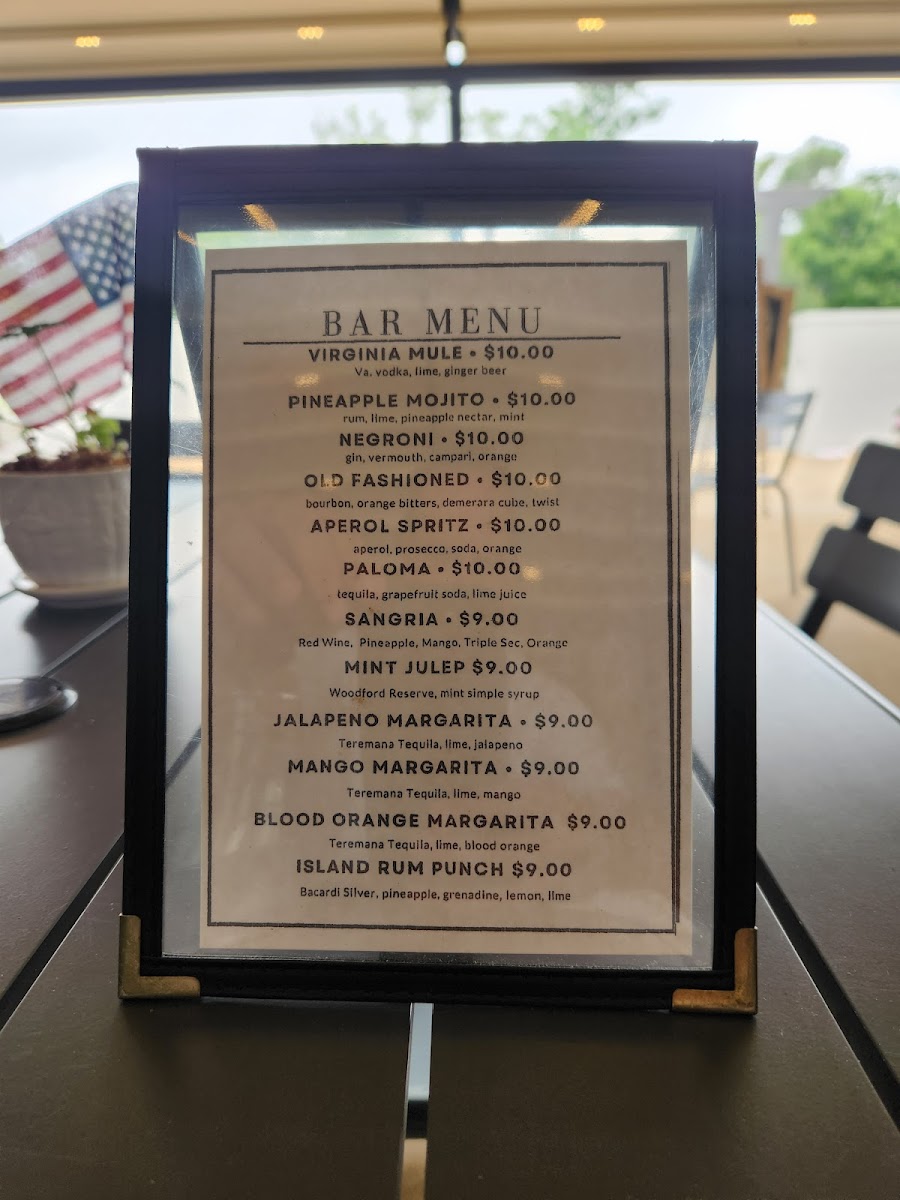 BAR MENU
VIRGINIA MULE • $10.00
Va. vodka, lime, ginger beer
PINEAPPLE MOJITO • $10.00
rum, lime, pineapple nectar, mint
NEGRONI • $10.00
gin, vermouth, campari, orange
OLD FASHIONED • $10.00
bourbon, orange bitters, demerara cube, twist
APEROL SPRITZ • $10.00
aperol, prosecco, soda, orange
PALOMA • $10.00
tequila, grapefruit soda, lime juice
SANGRIA • $9.00
Red Wine, Pineapple, Mango, Triple Sec, Orange
MINT JULEP $9.00
Woodford Reserve, mint simple syrup
JALAPENO MARGARITA • $9.00
Teremana Tequila, lime, jalapeno
MANGO MARGARITA • $9.00
Teremana Tequila, lime, mango
BLOOD ORANGE MARGARITA $9.00
Teremana Tequila, lime, blood orange
ISLAND RUM PUNCH $9.00
Bacardi Silver, pineapple, grenadine, lemon, lime